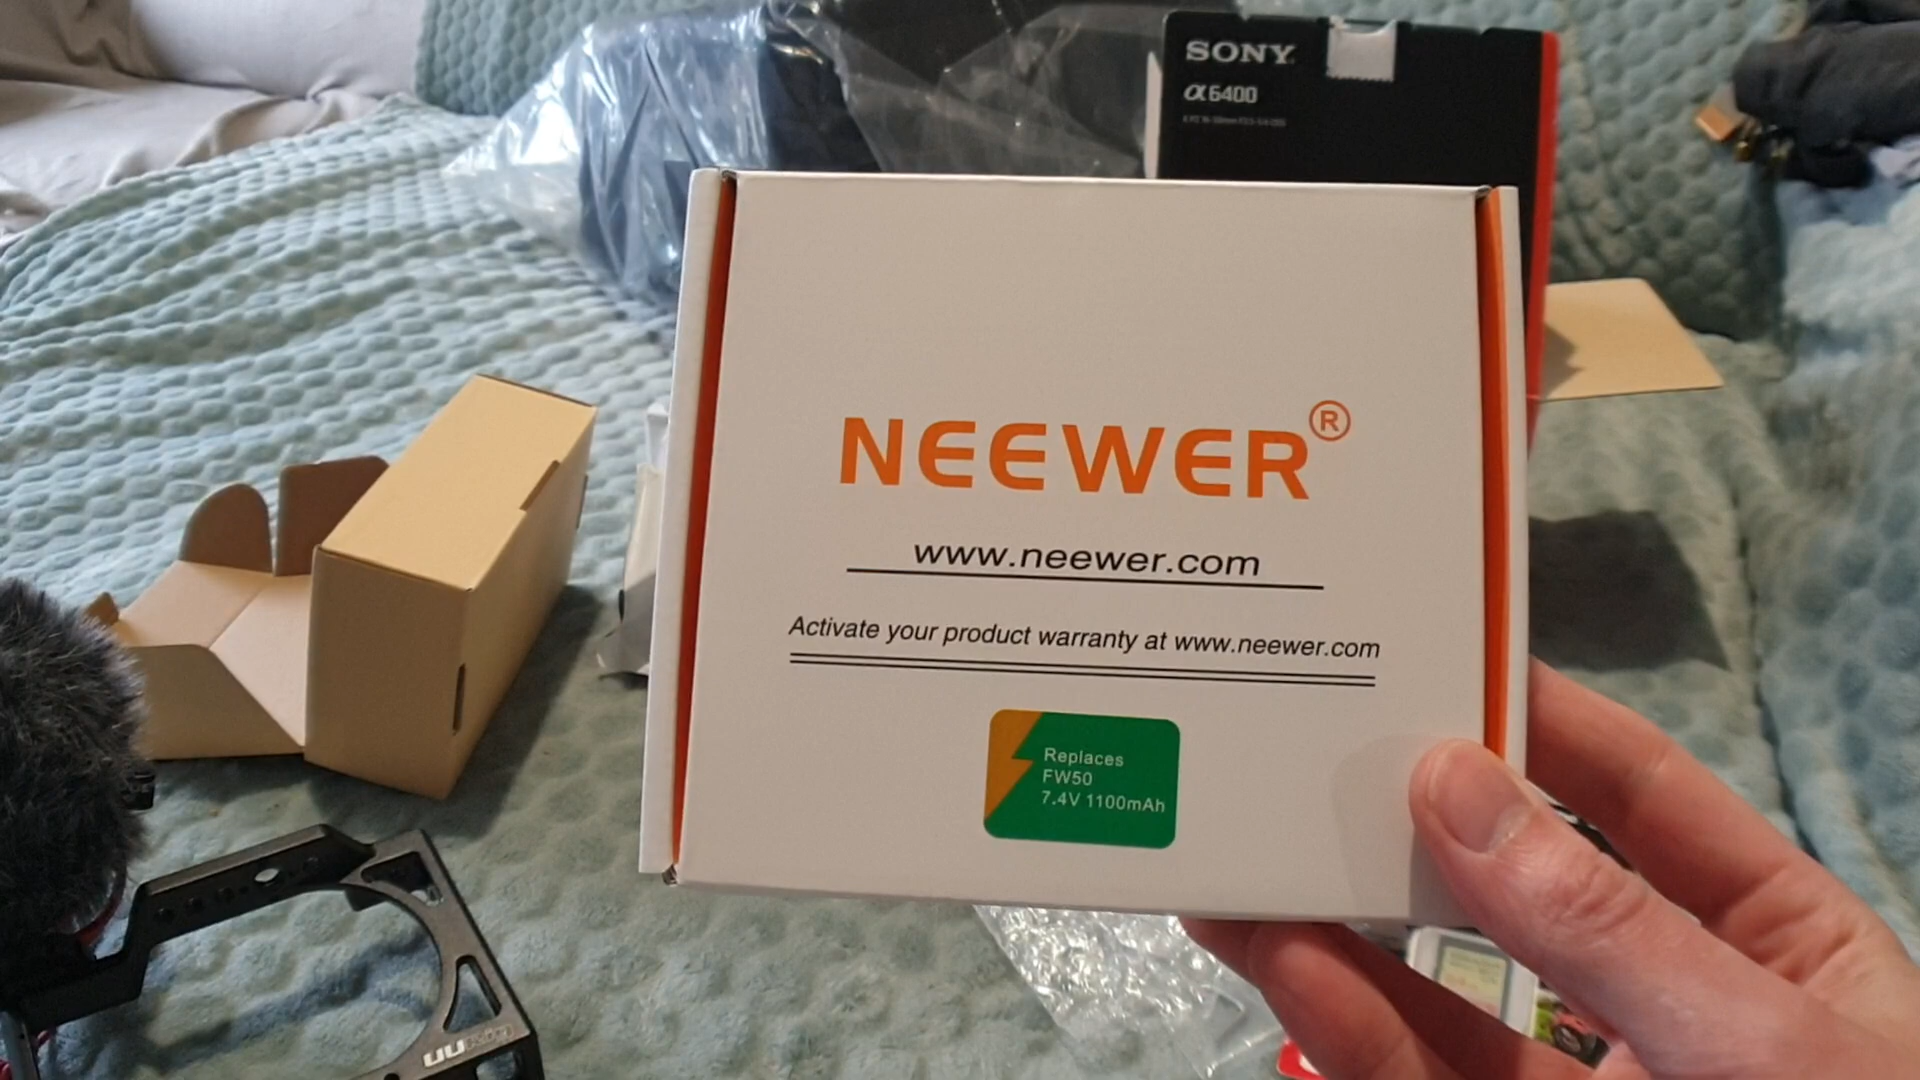 SONY
α6400
NEEWER®
www.neewer.com
Activate your product warranty at www.neewer.com
Replaces
FW50
7.4V 1100mAh
UURig